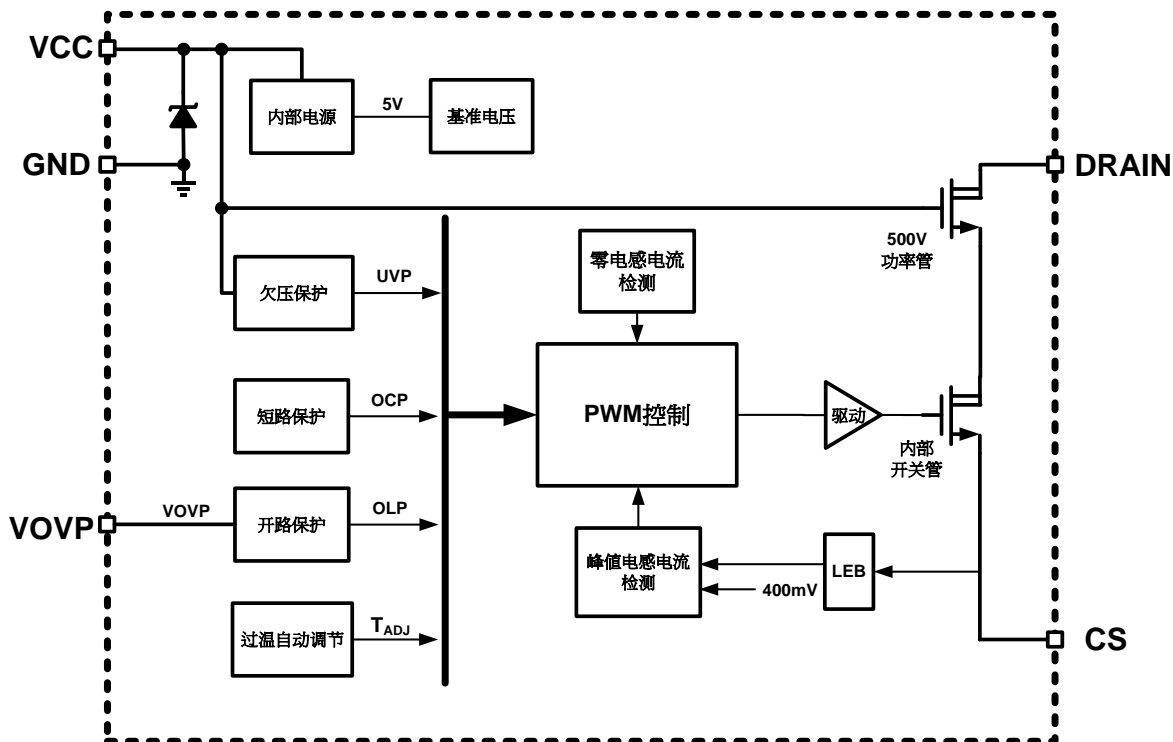 VCC
内部电源
5V
基准电压
GND
DRAIN
500V
功率管
零电感电流
检测
欠压保护
UVP
短路保护
OCP
PWM控制
驱动
内部
开关管
VOVP
VOVP
开路保护
OLP
峰值电感电流
检测
LEB
400mV
过温自动调节
TADJ
CS